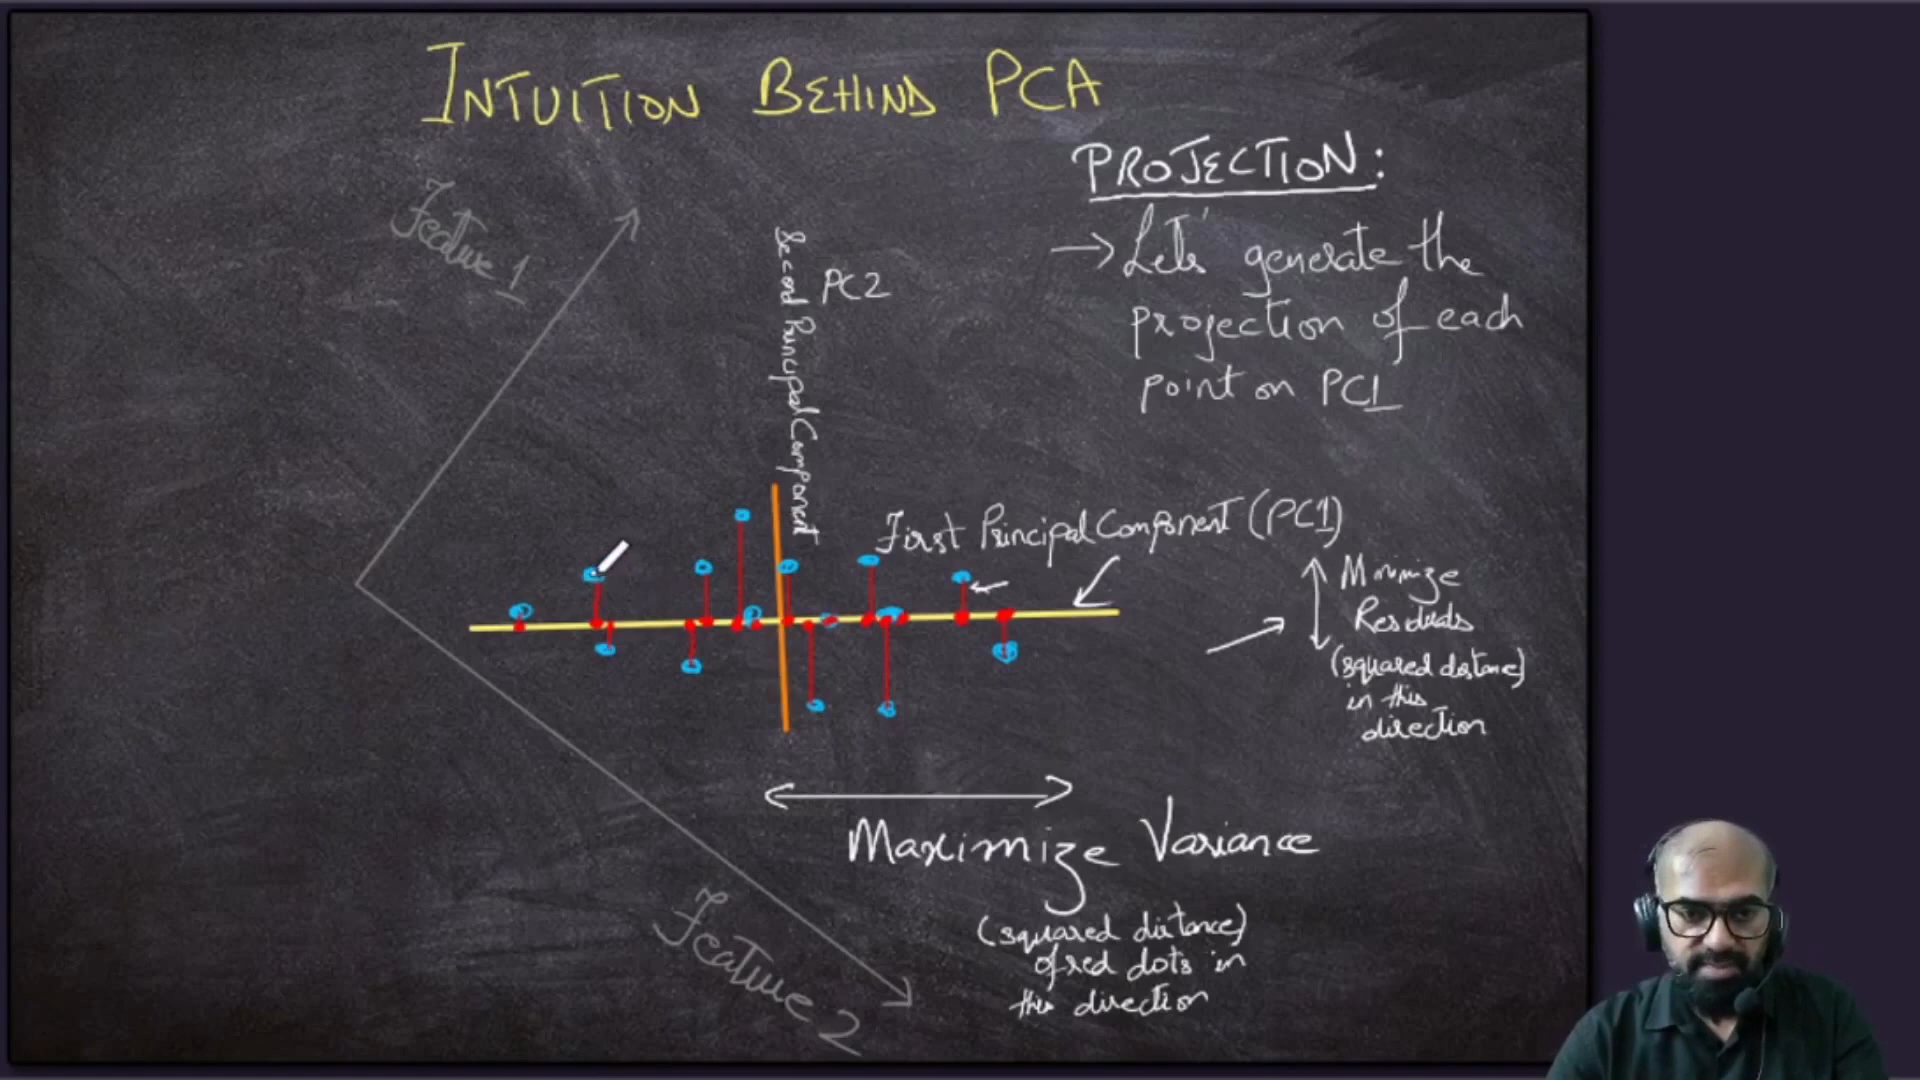 INTUITION BEHIND PCA
PROJECTION:
→ Let's generate the
projection of each
point on PC1
Feature 1
Second Principal Component
PC2
First Principal Component (PC1)
Minimize
Residuals
(squared distance)
in this
direction
Maximize Variance
(squared distance)
of red dots in
this direction
Feature 2